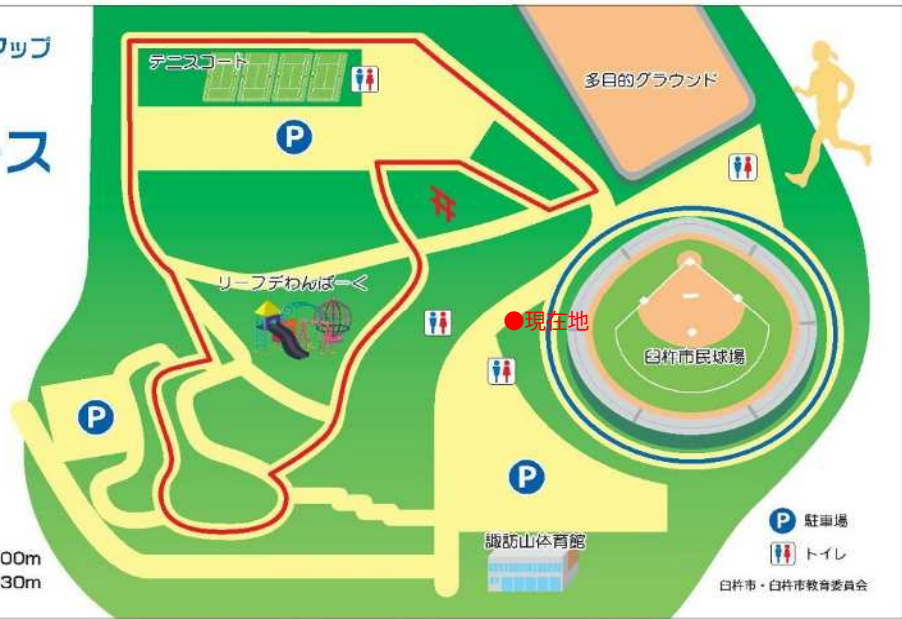 マップ
テニスコート
多目的グラウンド
ース
P
リーフデわんぱーく
●現在地
臼杵市民球場
P
P
諏訪山体育館
P 駐車場
トイレ
00m
30m
臼杵市・臼杵市教育委員会